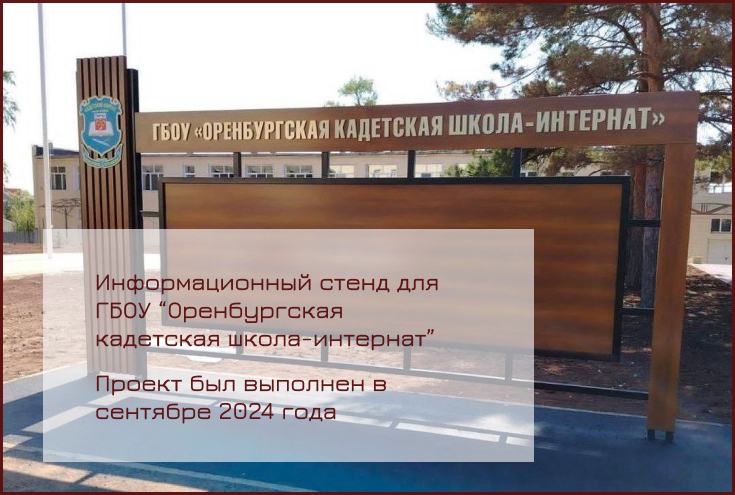 ГБОУ «ОРЕНБУРГСКАЯ КАДЕТСКАЯ ШКОЛА-ИНТЕРНАТ»
Информационный стенд для
ГБОУ “Оренбургская
кадетская школа-интернат”
Проект был выполнен в
сентябре 2024 года